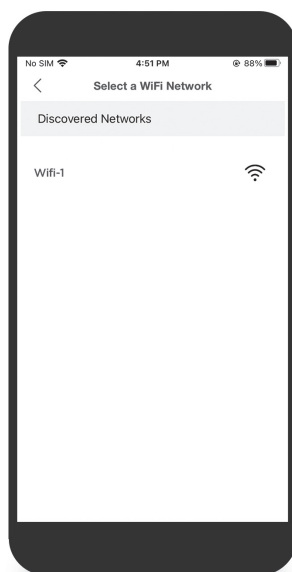 No SIM 4:51 PM 88%
Select a WiFi Network
Discovered Networks
Wifi-1